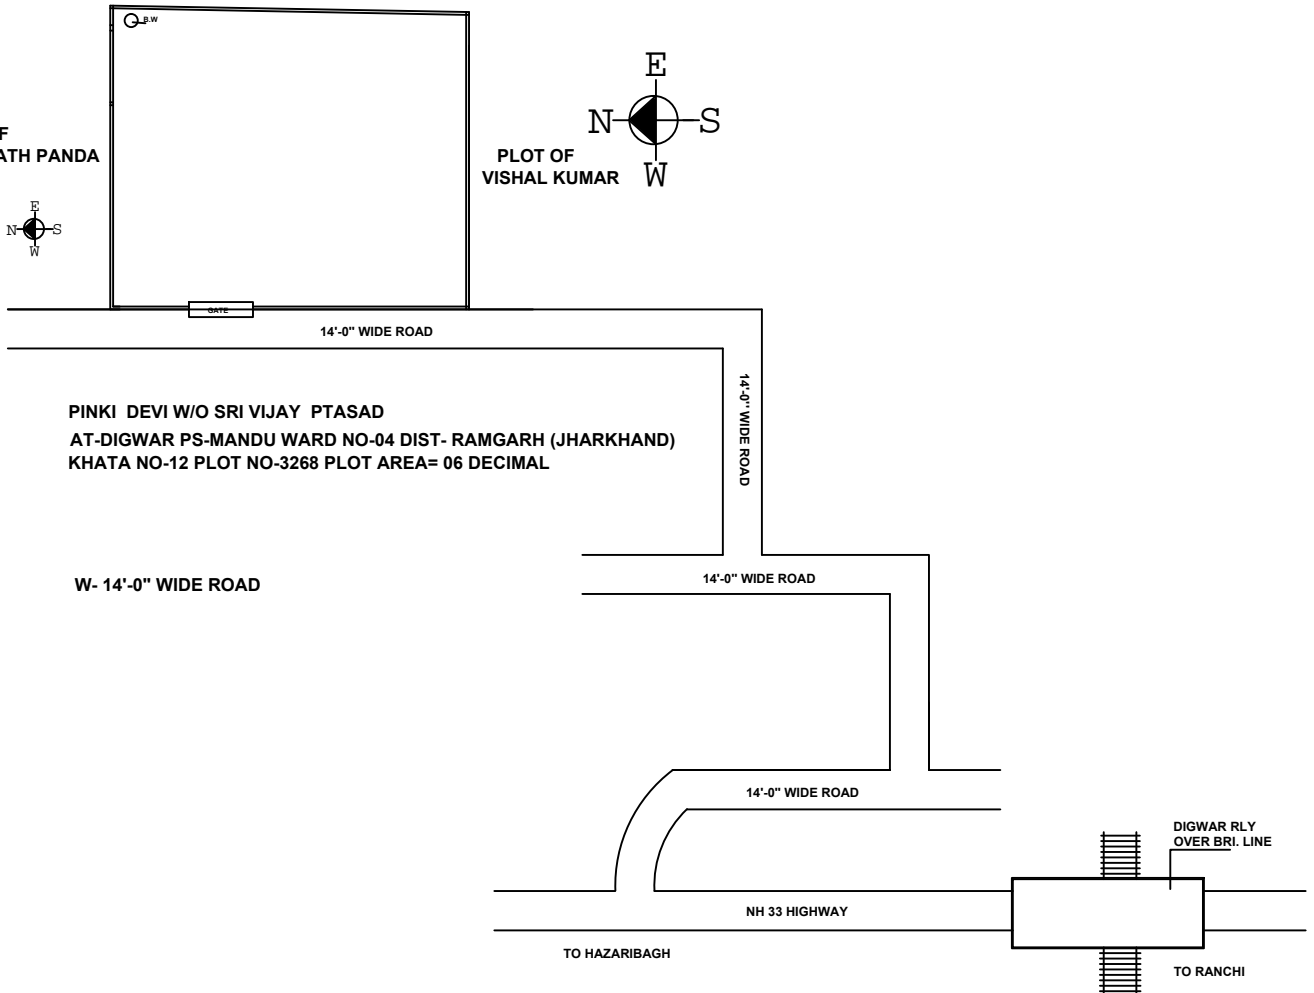 B.W
E
N S
W
F
ATH PANDA
PLOT OF
VISHAL KUMAR
E
N S
W
GATE
14'-0" WIDE ROAD
14'-0" WIDE ROAD
PINKI DEVI W/O SRI VIJAY PTASAD
AT-DIGWAR PS-MANDU WARD NO-04 DIST- RAMGARH (JHARKHAND)
KHATA NO-12 PLOT NO-3268 PLOT AREA= 06 DECIMAL
W- 14'-0" WIDE ROAD
14'-0" WIDE ROAD
14'-0" WIDE ROAD
DIGWAR RLY
OVER BRI. LINE
NH 33 HIGHWAY
TO HAZARIBAGH
TO RANCHI